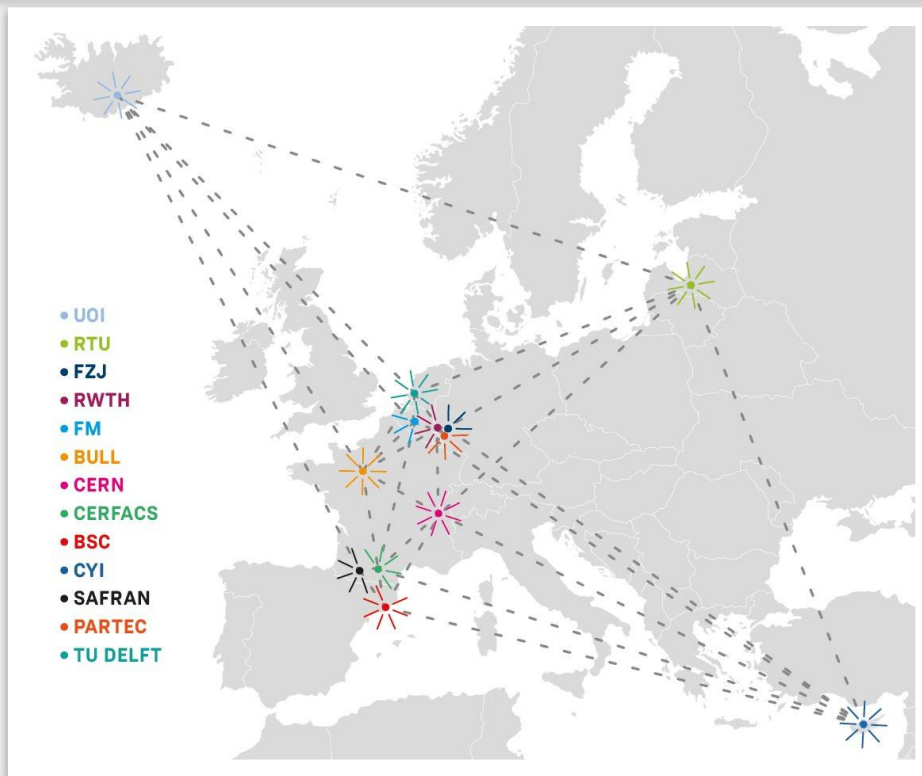 UOI
RTU
FZJ
RWTH
FM
BULL
CERN
CERFACS
BSC
CYI
SAFRAN
PARTEC
TU DELFT